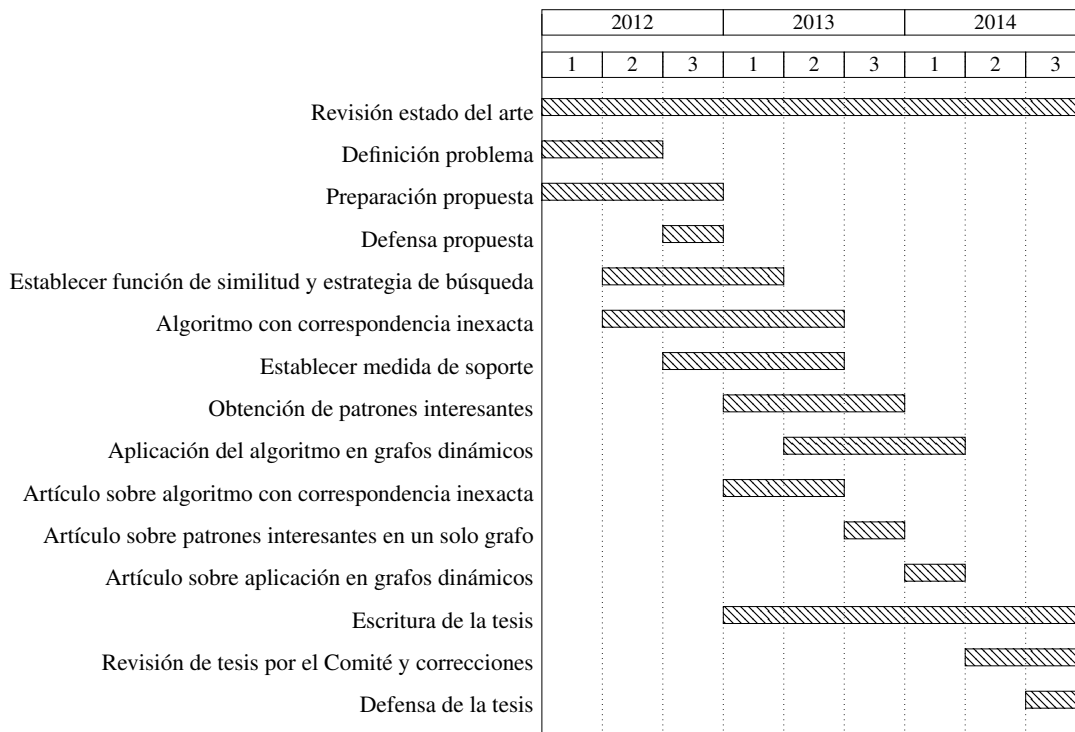 2012 2013 2014
1 2 3 1 2 3 1 2 3
Revisión estado del arte
Definición problema
Preparación propuesta
Defensa propuesta
Establecer función de similitud y estrategia de búsqueda
Algoritmo con correspondencia inexacta
Establecer medida de soporte
Obtención de patrones interesantes
Aplicación del algoritmo en grafos dinámicos
Artículo sobre algoritmo con correspondencia inexacta
Artículo sobre patrones interesantes en un solo grafo
Artículo sobre aplicación en grafos dinámicos
Escritura de la tesis
Revisión de tesis por el Comité y correcciones
Defensa de la tesis